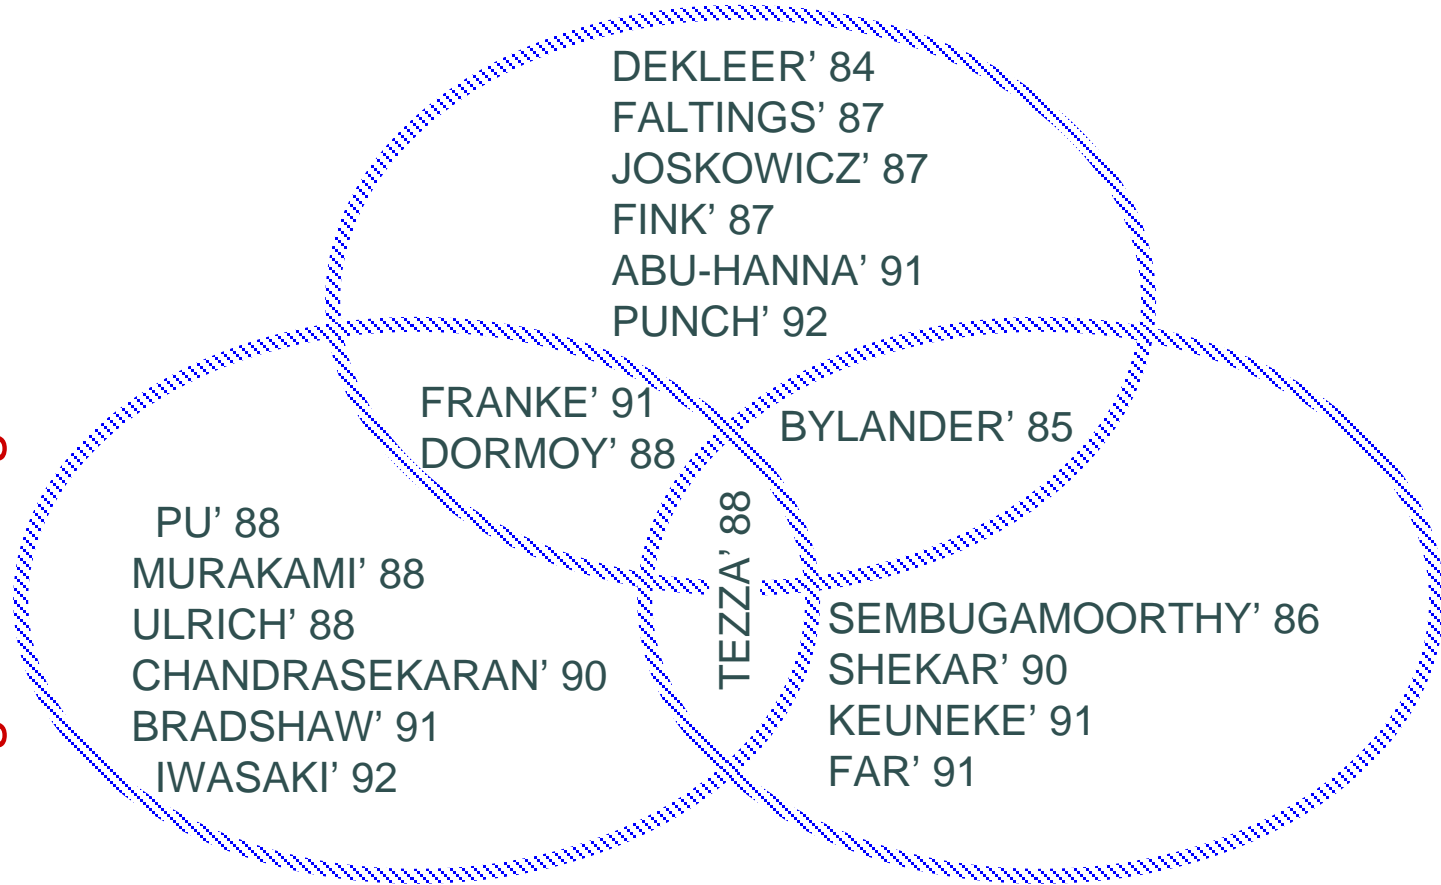 DEKLEER’ 84
FALTINGS’ 87
JOSKOWICZ’ 87
FINK’ 87
ABU-HANNA’ 91
PUNCH’ 92
FRANKE’ 91
DORMOY’ 88
BYLANDER’ 85
TEZZA’ 88
PU’ 88
MURAKAMI’ 88
ULRICH’ 88
CHANDRASEKARAN’ 90
BRADSHAW’ 91
IWASAKI’ 92
SEMBUGAMOORTHY’ 86
SHEKAR’ 90
KEUNEKE’ 91
FAR’ 91